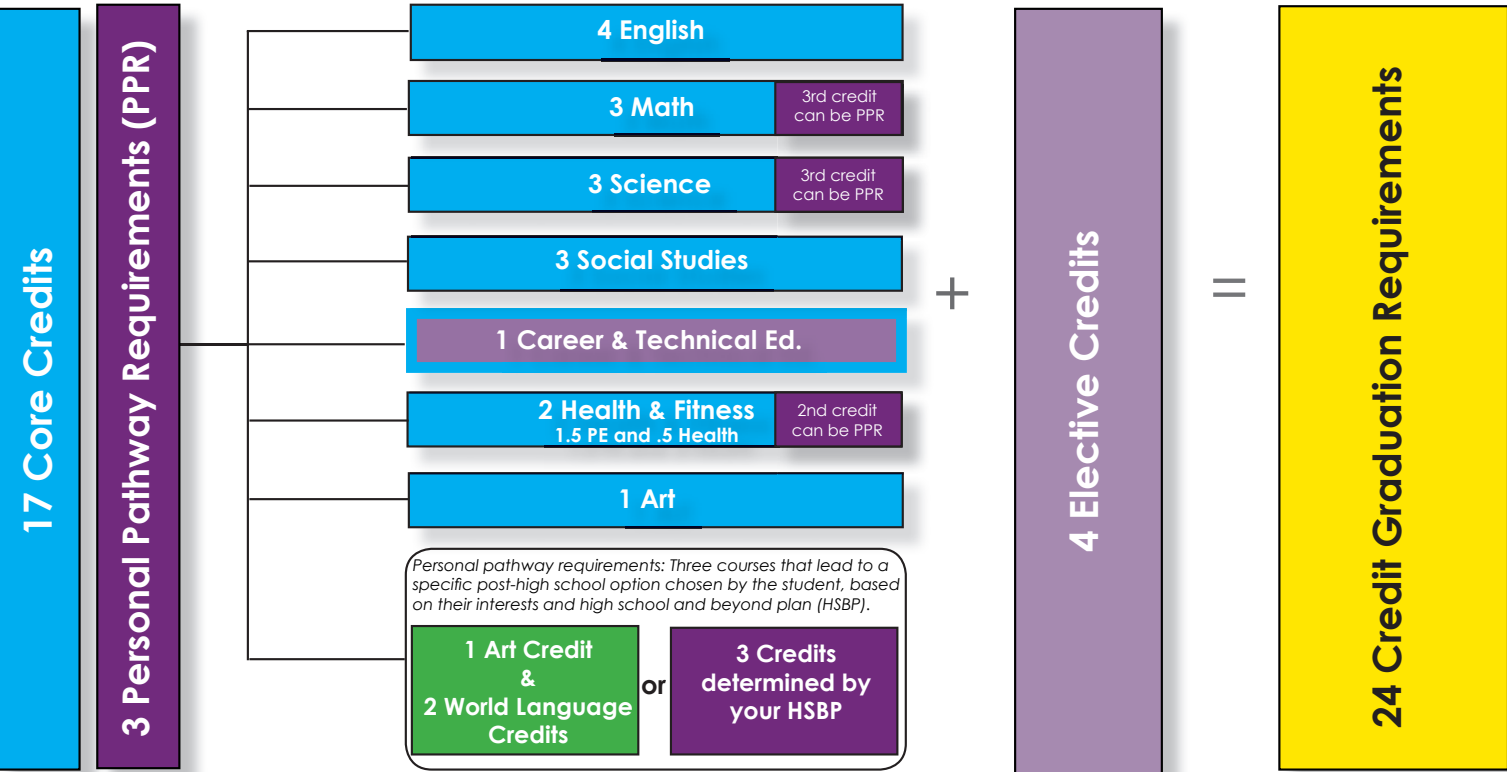 17 Core Credits
3 Personal Pathway Requirements (PPR)
4 English
3 Math
3rd credit
can be PPR
3 Science
3rd credit
can be PPR
3 Social Studies
1 Career & Technical Ed.
2 Health & Fitness
1.5 PE and .5 Health
2nd credit
can be PPR
1 Art
Personal pathway requirements: Three courses that lead to a
specific post-high school option chosen by the student, based
on their interests and high school and beyond plan (HSBP).
1 Art Credit
&
2 World Language
Credits
or
3 Credits
determined by
your HSBP
+
4 Elective Credits
=
24 Credit Graduation Requirements